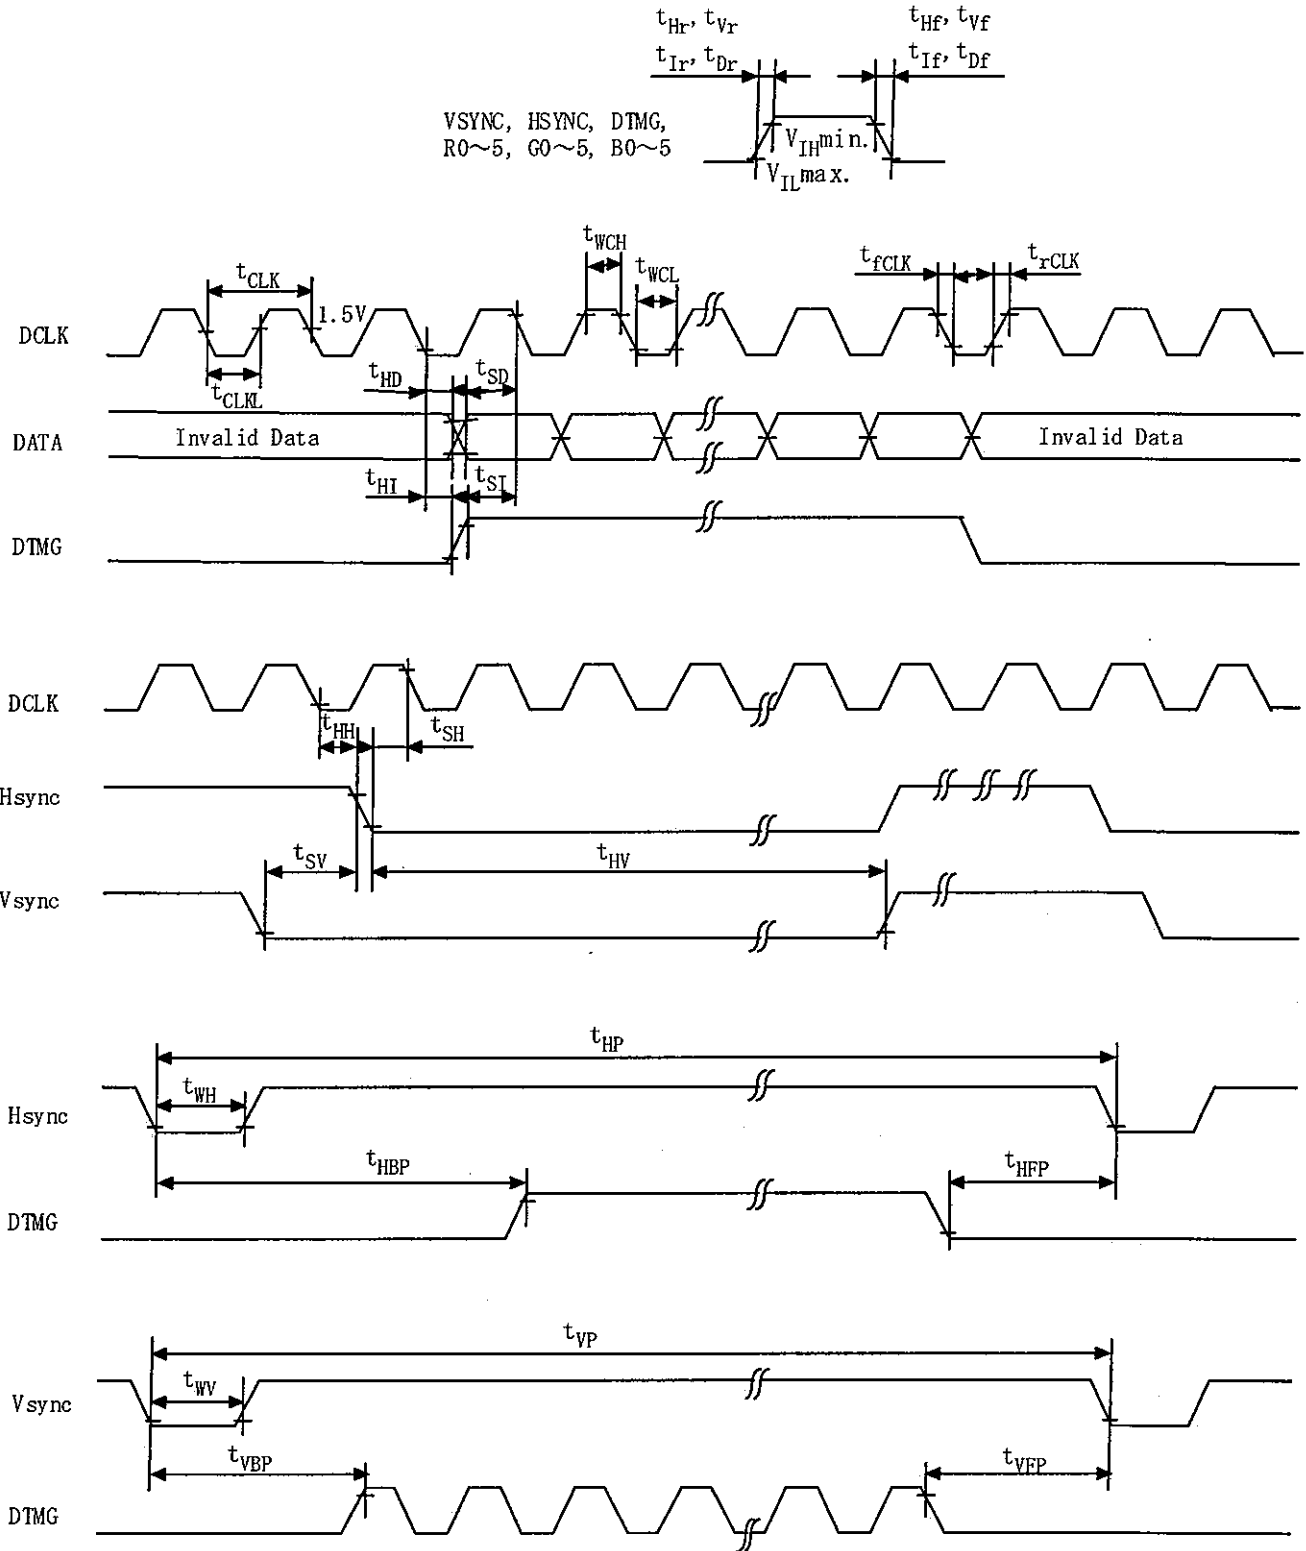 tHr, tVr
tIr, tDr
tHf, tVf
tIf, tDf
VSYNC, HSYNC, DTMG,
R0～5, G0～5, B0～5
VIHmin.
VILmax.
tCLK
1.5V
tWCH
tWCL
tfCLK
trCLK
DCLK
tCLKL
tHD
tSD
DATA
Invalid Data
Invalid Data
tHI
tSI
DTMG
DCLK
tHH
tSH
Hsync
tSV
tHV
Vsync
tHP
tWH
Hsync
tHBP
tHFP
DTMG
tVP
tWV
Vsync
tVBP
tVFP
DTMG